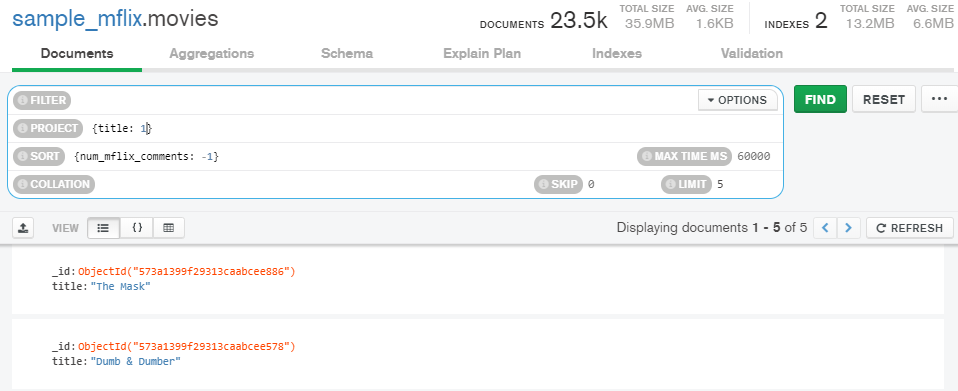 sample_mflix.movies
DOCUMENTS 23.5k TOTAL SIZE 35.9MB AVG. SIZE 1.6KB INDEXES 2 TOTAL SIZE 13.2MB AVG. SIZE 6.6MB
Documents Aggregations Schema Explain Plan Indexes Validation
FILTER OPTIONS FIND RESET ...
PROJECT {title: 1}
SORT {num_mflix_comments: -1} MAX TIME MS 60000
COLLATION SKIP 0 LIMIT 5
VIEW {} Displaying documents 1 - 5 of 5 < > REFRESH
_id: ObjectId("573a1399f29313caabcee886")
title: "The Mask"
_id: ObjectId("573a1399f29313caabcee578")
title: "Dumb & Dumber"